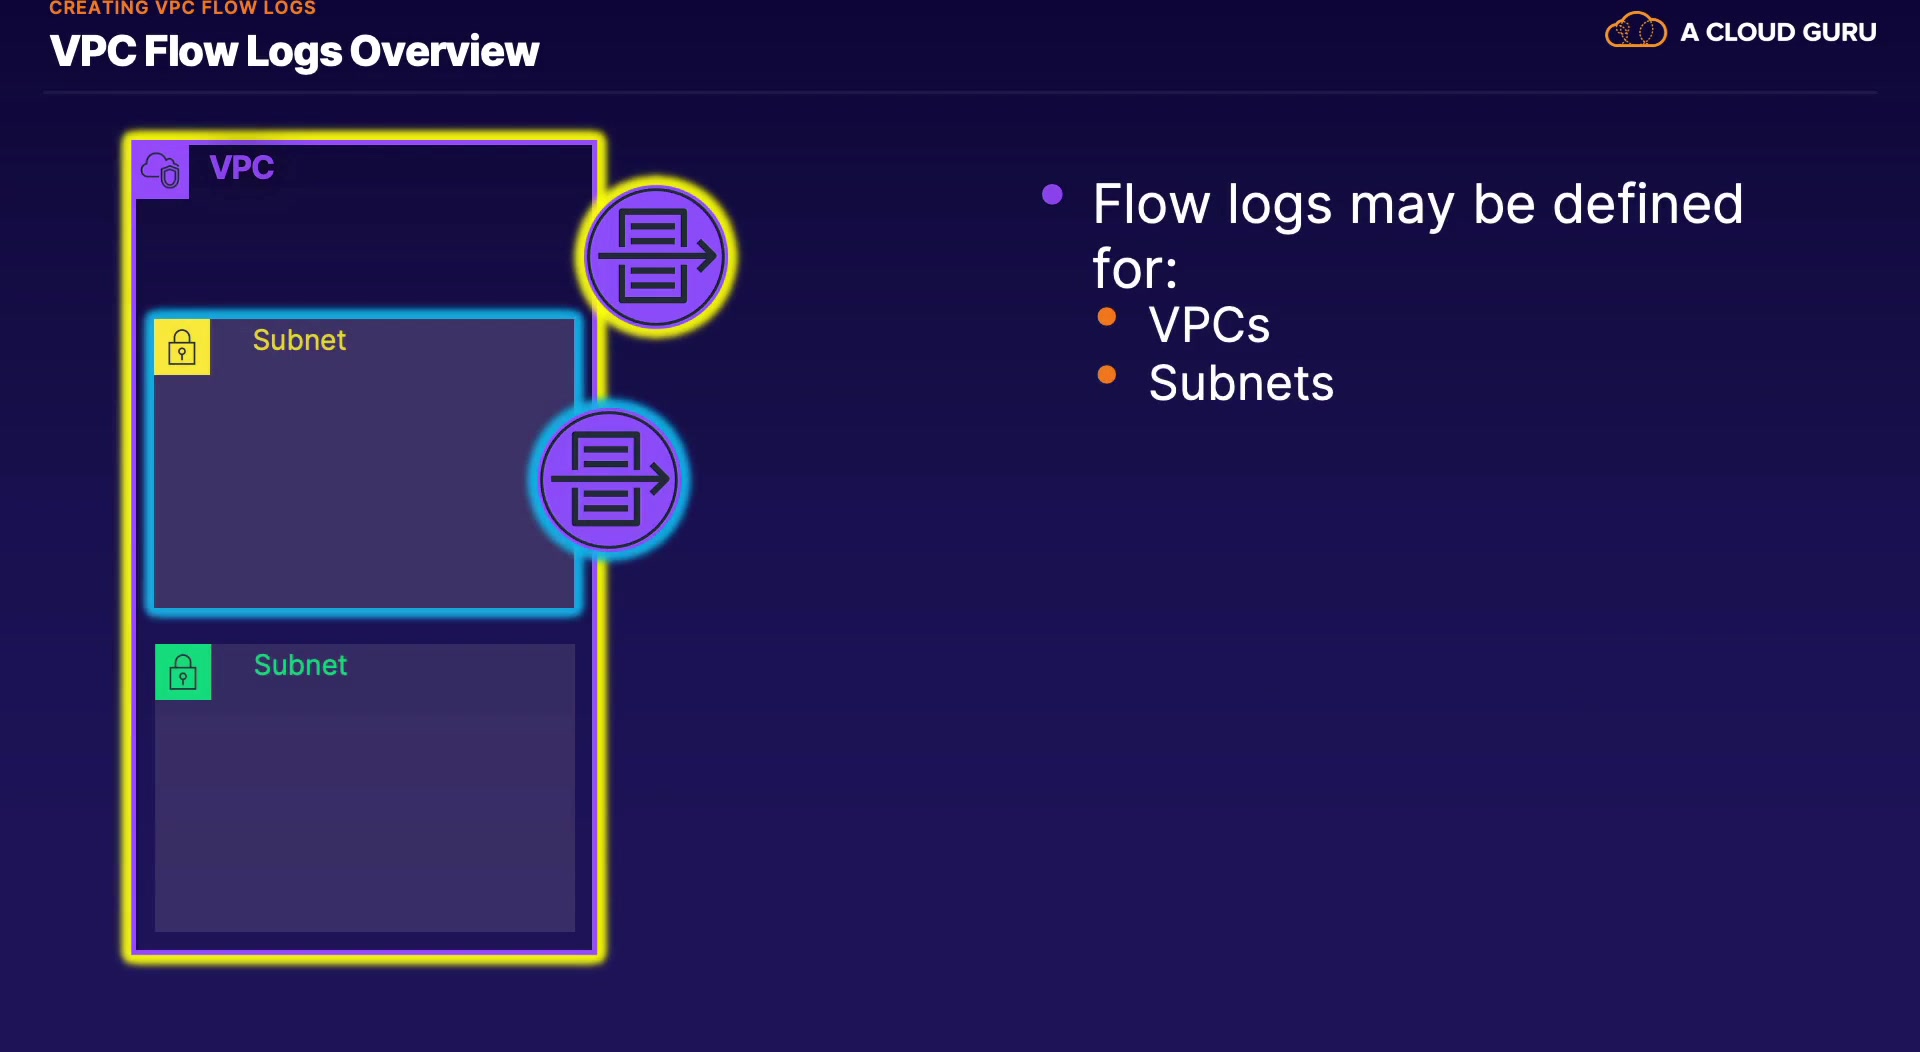 CREATING VPC FLOW LOGS
VPC Flow Logs Overview
A CLOUD GURU
VPC
Subnet
Subnet
Flow logs may be defined
for:
VPCs
Subnets